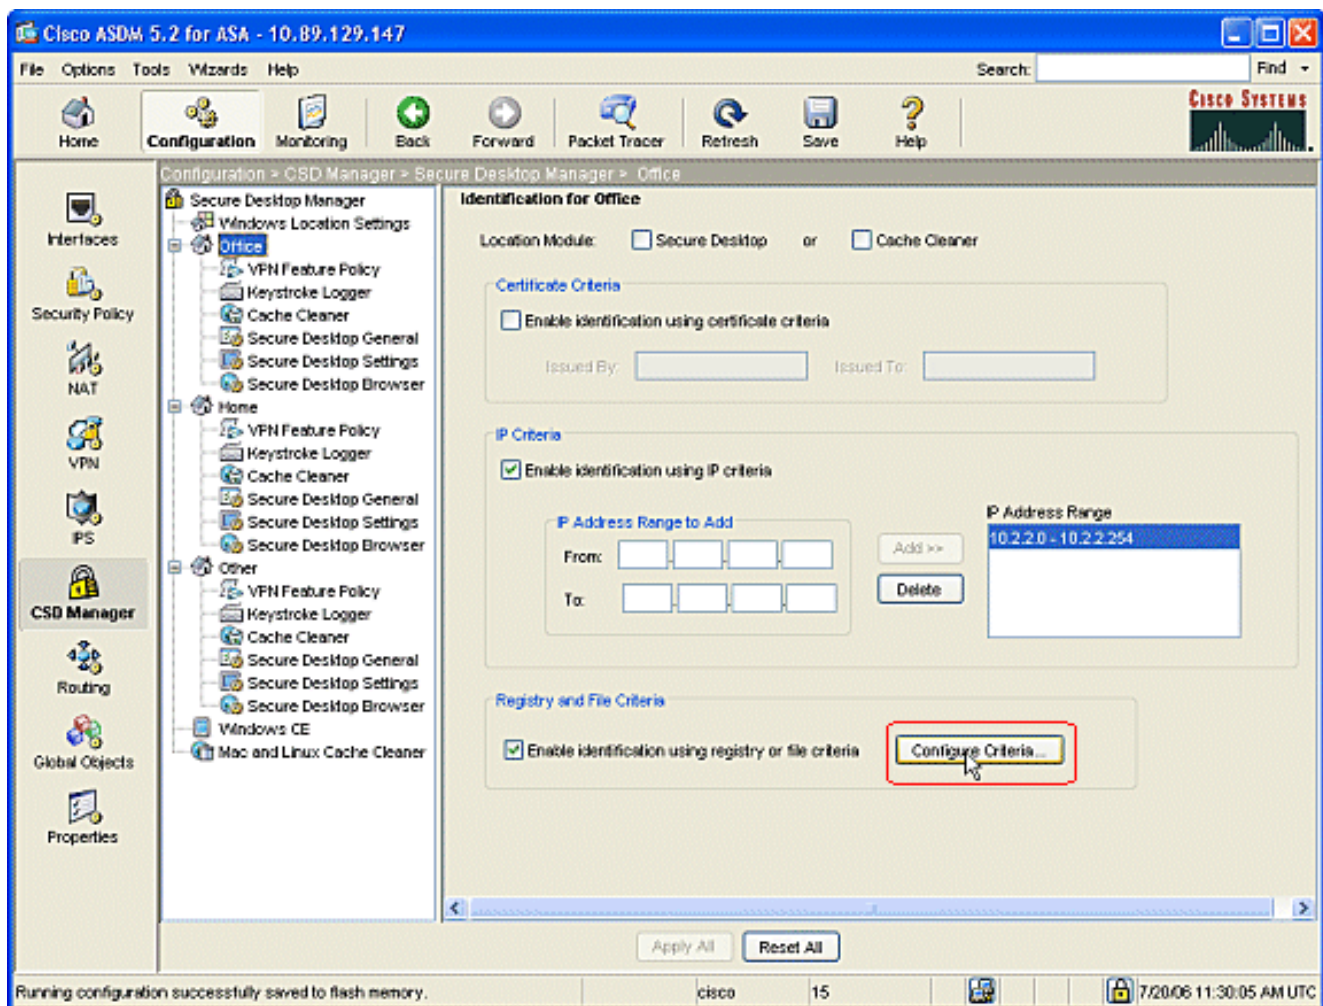 Cisco ASDM 5.2 for ASA - 10.89.129.147
File Options Tools Wizards Help Search: Find
Home Configuration Monitoring Back Forward Packet Tracer Refresh Save Help
CISCO SYSTEMS
Configuration > CSD Manager > Secure Desktop Manager > Office
Interfaces
Security Policy
NAT
VPN
IPS
CSD Manager
Routing
Global Objects
Properties
Secure Desktop Manager
Windows Location Settings
Office
VPN Feature Policy
Keystroke Logger
Cache Cleaner
Secure Desktop General
Secure Desktop Settings
Secure Desktop Browser
Home
VPN Feature Policy
Keystroke Logger
Cache Cleaner
Secure Desktop General
Secure Desktop Settings
Secure Desktop Browser
Other
VPN Feature Policy
Keystroke Logger
Cache Cleaner
Secure Desktop General
Secure Desktop Settings
Secure Desktop Browser
Windows CE
Mac and Linux Cache Cleaner
Identification for Office
Location Module: Secure Desktop or Cache Cleaner
Certificate Criteria
Enable identification using certificate criteria
Issued By: Issued To:
IP Criteria
Enable identification using IP criteria
IP Address Range to Add
From:
To:
Add >>
Delete
IP Address Range
10.2.2.0 - 10.2.2.254
Registry and File Criteria
Enable identification using registry or file criteria
Configure Criteria...
Apply All Reset All
Running configuration successfully saved to flash memory. cisco 15 7/20/06 11:30:05 AM UTC